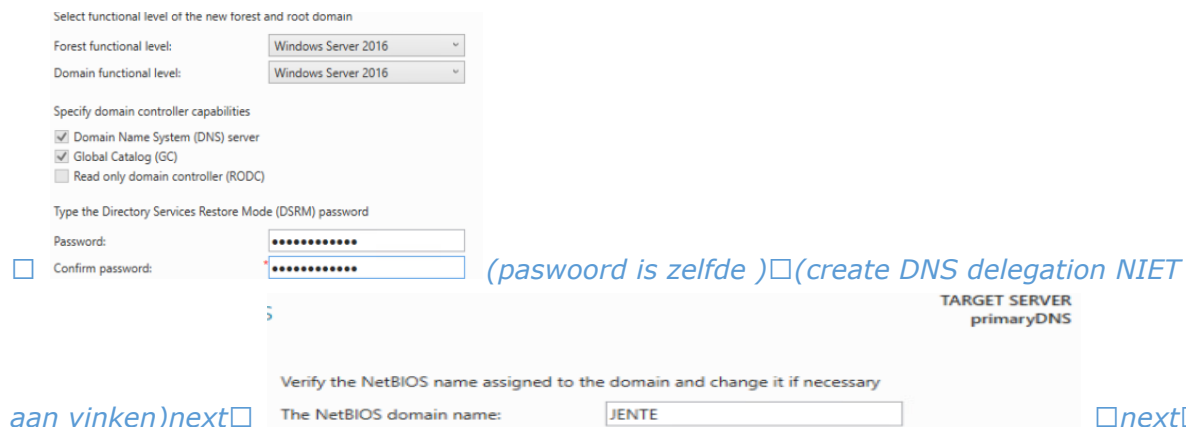 Select functional level of the new forest and root domain
Forest functional level: Windows Server 2016
Domain functional level: Windows Server 2016
Specify domain controller capabilities
Domain Name System (DNS) server
Global Catalog (GC)
Read only domain controller (RODC)
Type the Directory Services Restore Mode (DSRM) password
Password: ●●●●●●●●●●●●
□ Confirm password: *●●●●●●●●●●●● (paswoord is zelfde )□(create DNS delegation NIET
TARGET SERVER
primaryDNS
Verify the NetBIOS name assigned to the domain and change it if necessary
aan vinken)next□ The NetBIOS domain name: JENTE □next□